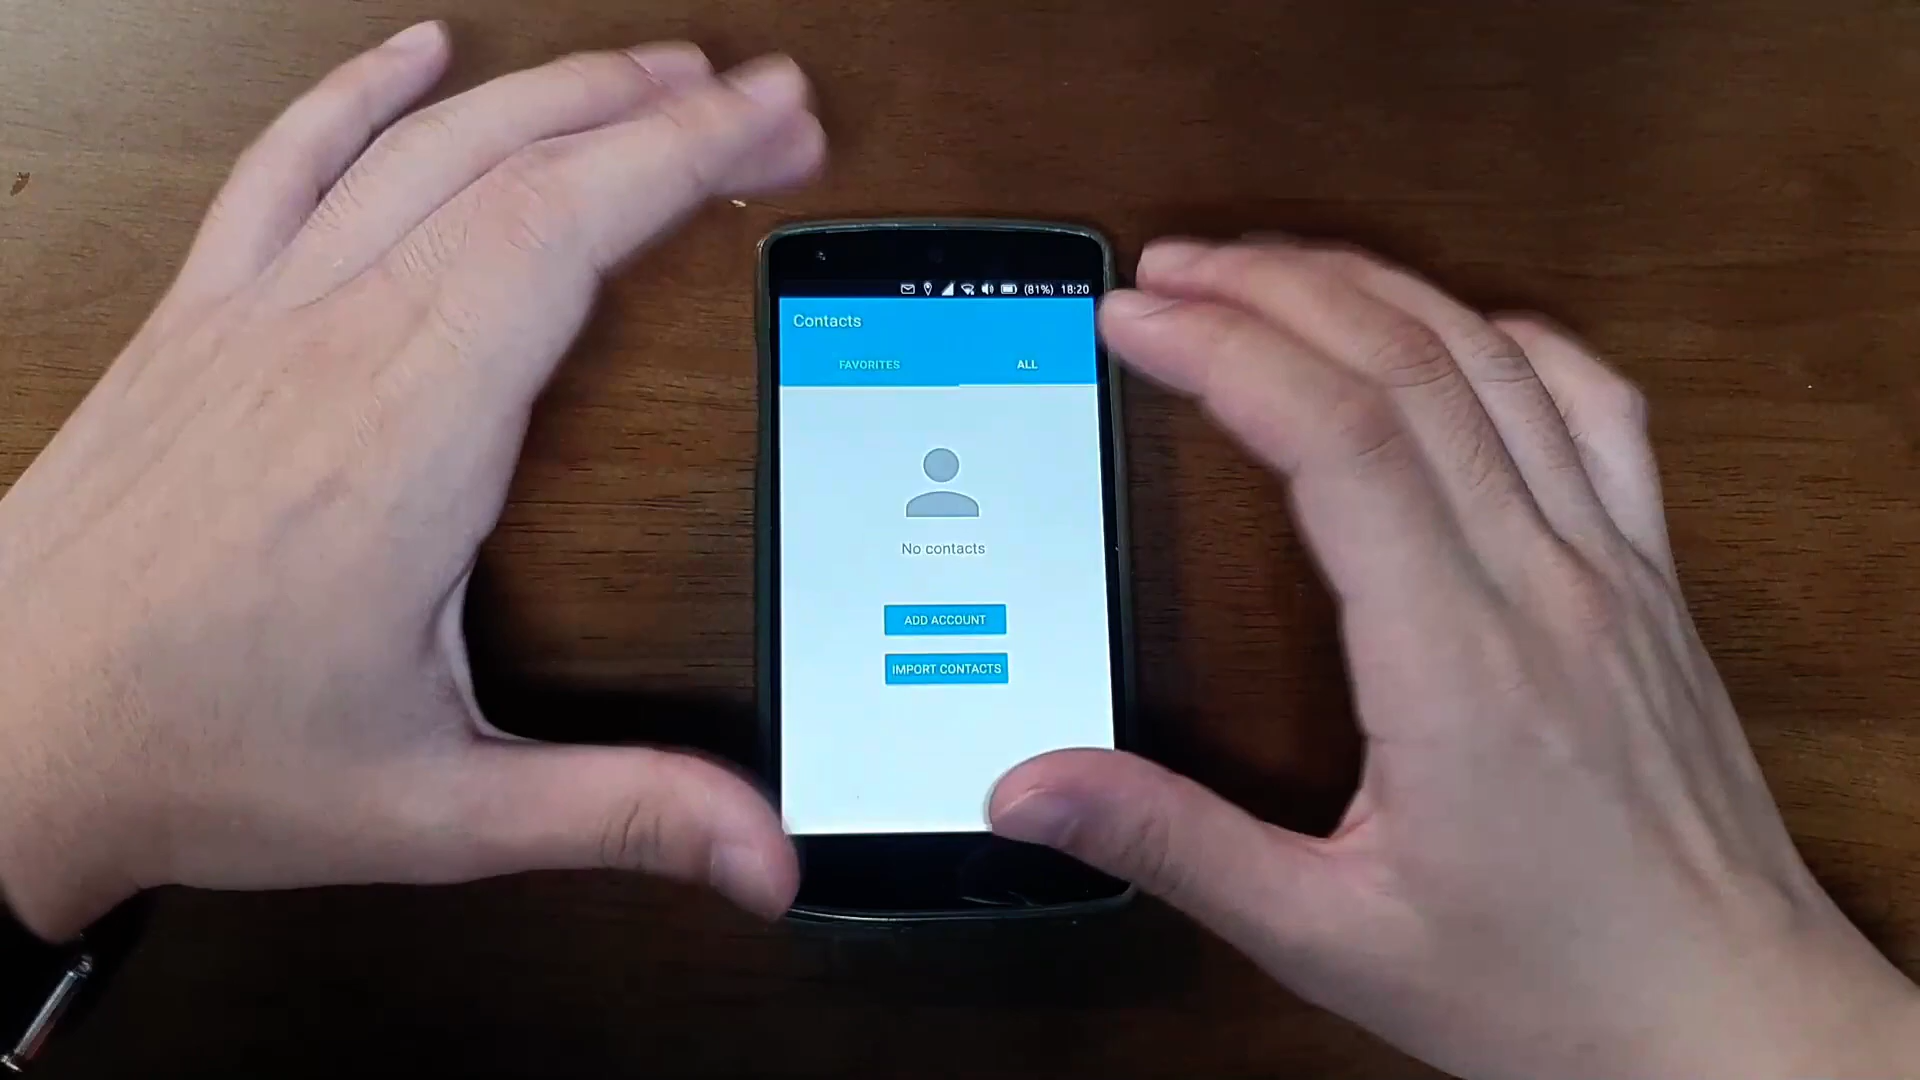 (81%) 18:20
Contacts
FAVORITES ALL
No contacts
ADD ACCOUNT
IMPORT CONTACTS